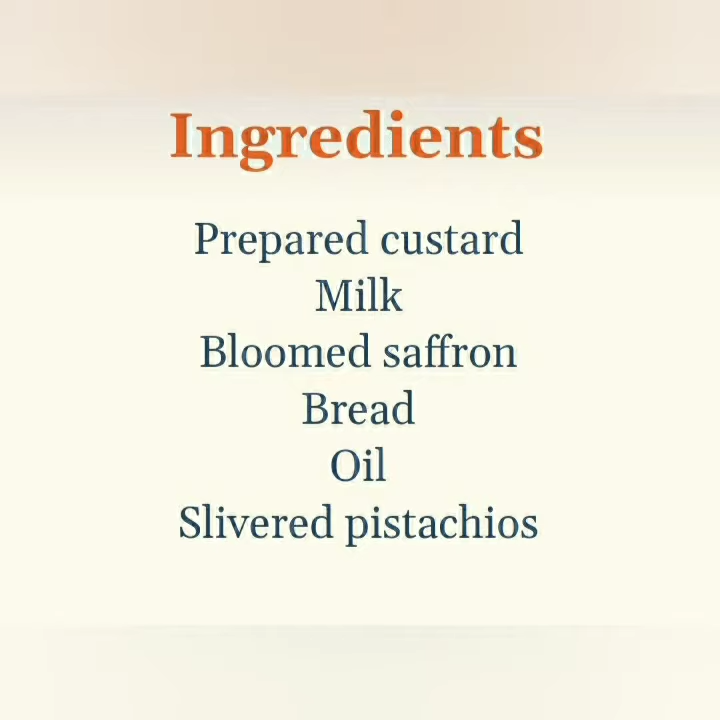 Ingredients
Prepared custard
Milk
Bloomed saffron
Bread
Oil
Slivered pistachios